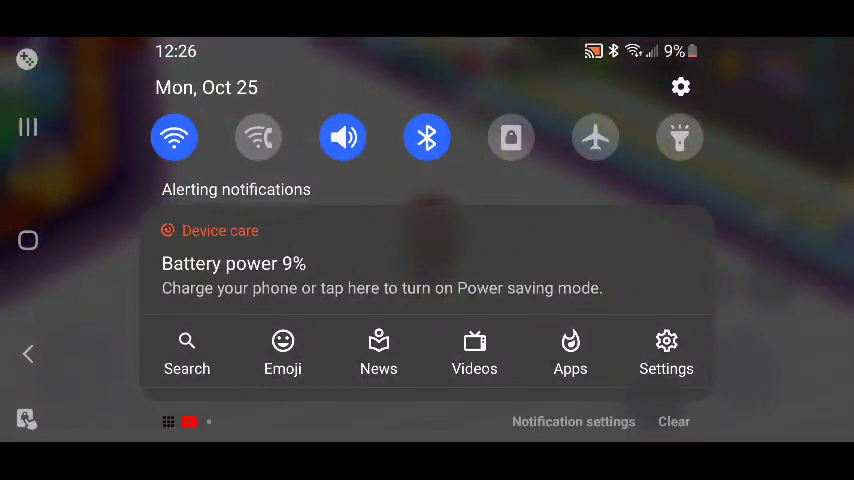 12:26
9%
Mon, Oct 25
Alerting notifications
Device care
Battery power 9%
Charge your phone or tap here to turn on Power saving mode.
Search Emoji News Videos Apps Settings
Notification settings Clear